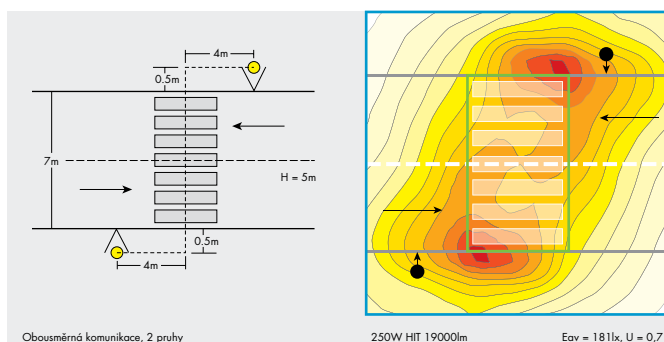 4m
0.5m
7m
H = 5m
0.5m
4m
Obousměrná komunikace, 2 pruhy
250W HIT 19000lm
Eav = 181lx, U = 0,7